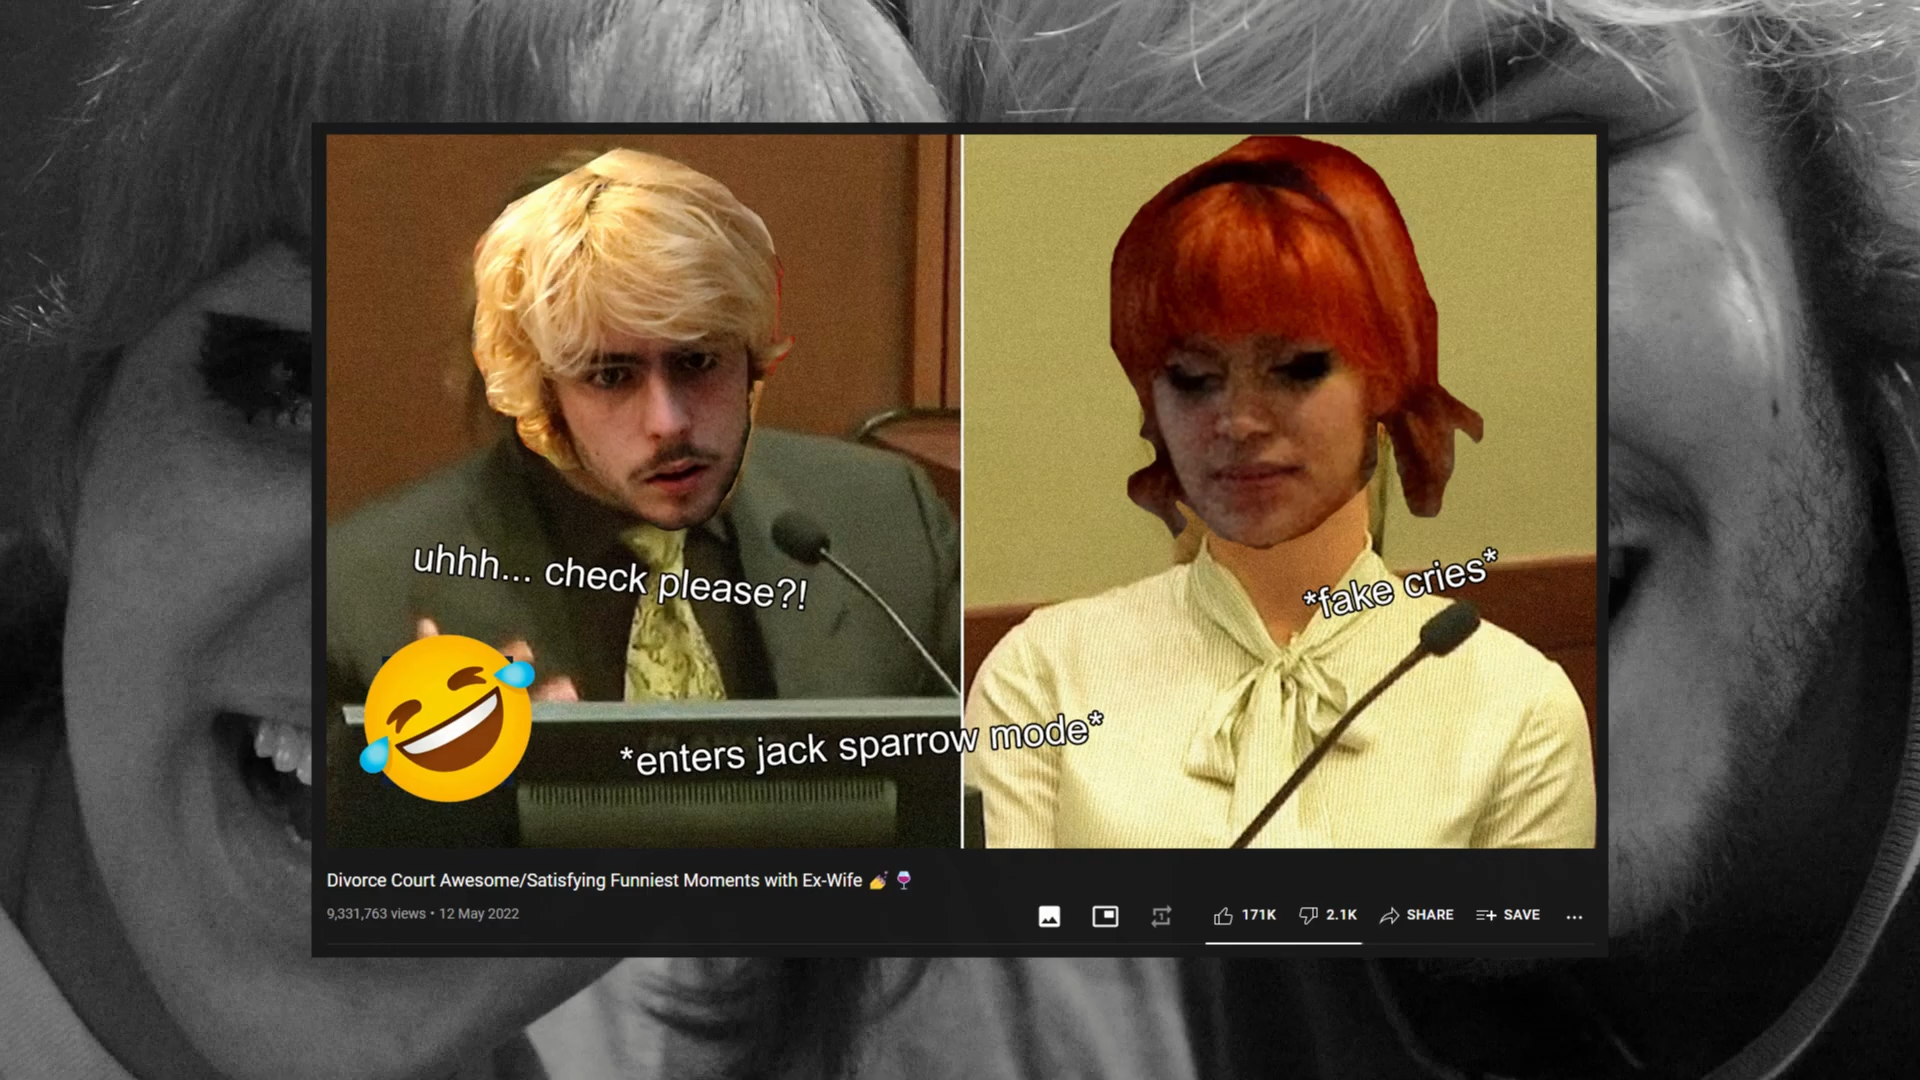 uhhh... check please?!
*fake cries*
*enters jack sparrow mode*
Divorce Court Awesome/Satisfying Funniest Moments with Ex-Wife 💅 🍷
9,331,763 views • 12 May 2022
171K 2.1K SHARE SAVE ...